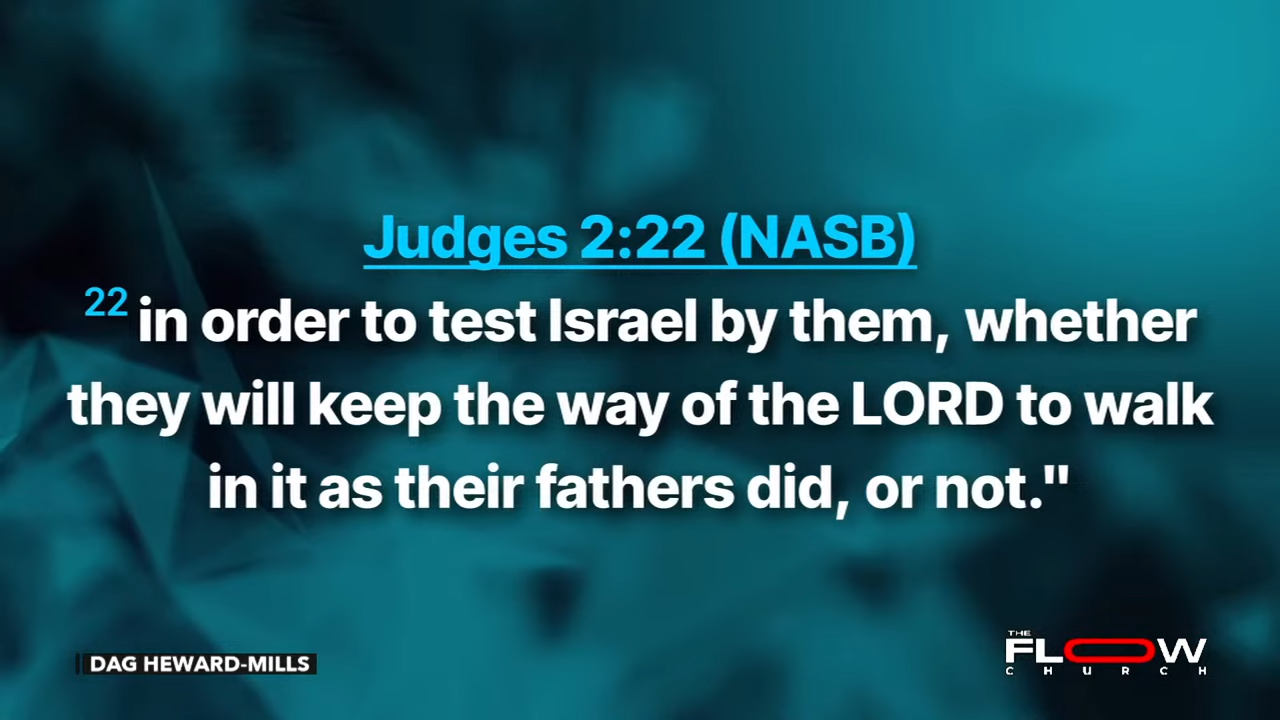 Judges 2:22 (NASB)
22 in order to test Israel by them, whether
they will keep the way of the LORD to walk
in it as their fathers did, or not."
DAG HEWARD-MILLS
THE
FLOW
CHURCH